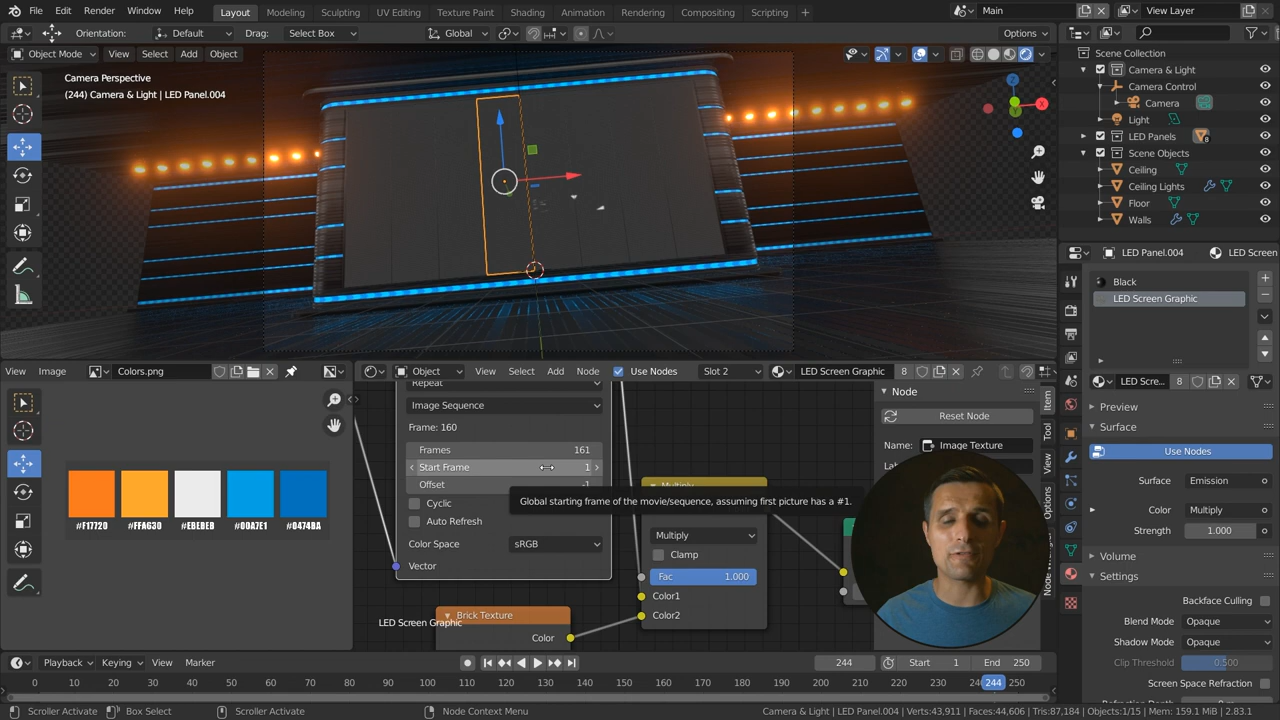 File Edit Render Window Help Layout Modeling Sculpting UV Editing Texture Paint Shading Animation Rendering Compositing Scripting + Main View Layer
Orientation: Default Drag: Select Box Global Options
Object Mode View Select Add Object
Camera Perspective
(244) Camera & Light | LED Panel.004
X
Scene Collection
Camera & Light
Camera Control
Camera
Light
LED Panels
8
Scene Objects
Ceiling
Ceiling Lights
Floor
Walls
LED Panel.004 LED Screen
Black
LED Screen Graphic
LED Scre... 8
Preview
Surface
Use Nodes
Surface Emission
Color Multiply
Strength 1.000
Volume
Settings
Backface Culling
Blend Mode Opaque
Shadow Mode Opaque
Clip Threshold 0.500
Screen Space Refraction
View Image Colors.png
#F17720 #FFA630 #EBEBEB #00A7E1 #0474BA
Object View Select Add Node Use Nodes Slot 2 LED Screen Graphic 8
Repeat
Image Sequence
Frame: 160
Frames 161
Start Frame 1
Offset -1
Global starting frame of the movie/sequence, assuming first picture has a #1.
Cyclic
Auto Refresh
Color Space sRGB
Vector
Brick Texture
LED Screen Graphic
Color
Multiply
Multiply
Clamp
Fac 1.000
Color1
Color2
Node
Reset Node
Name: Image Texture
Item
Tool
View
Options
Playback Keying View Marker 244 Start 1 End 250
0 10 20 30 40 50 60 70 80 90 100 110 120 130 140 150 160 170 180 190 200 210 220 230 244 250
Scroller Activate Box Select Scroller Activate Node Context Menu Camera & Light | LED Panel.004 | Verts:43,911 | Faces:44,606 | Tris:87,184 | Objects:1/15 | Mem: 159.1 MiB | 2.83.1